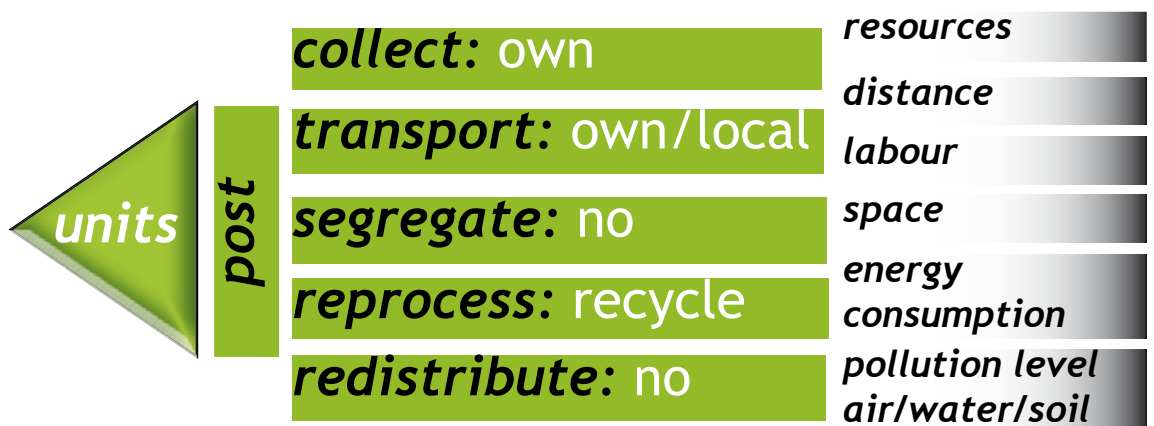 units
post
collect: own
transport: own/local
segregate: no
reprocess: recycle
redistribute: no
resources
distance
labour
space
energy
consumption
pollution level
air/water/soil